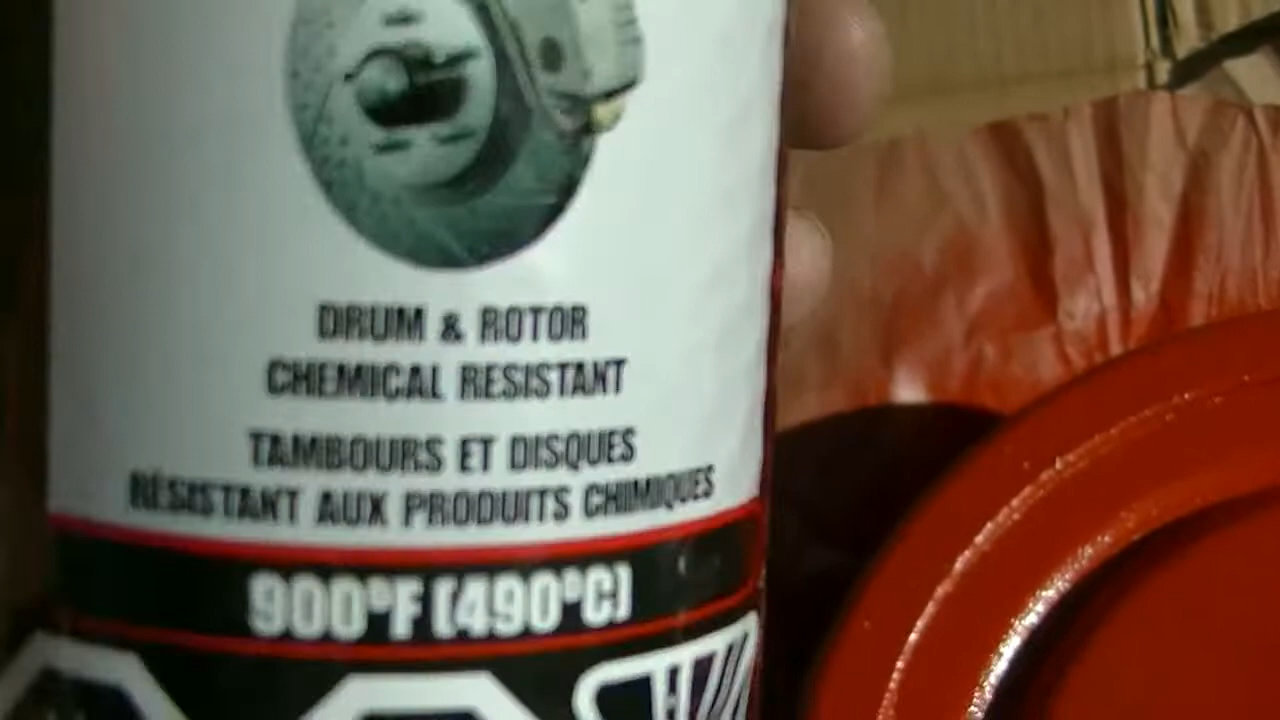 DRUM & ROTOR
CHEMICAL RESISTANT
TAMBOURS ET DISQUES
RÉSISTANT AUX PRODUITS CHIMIQUES
900°F (490°C)